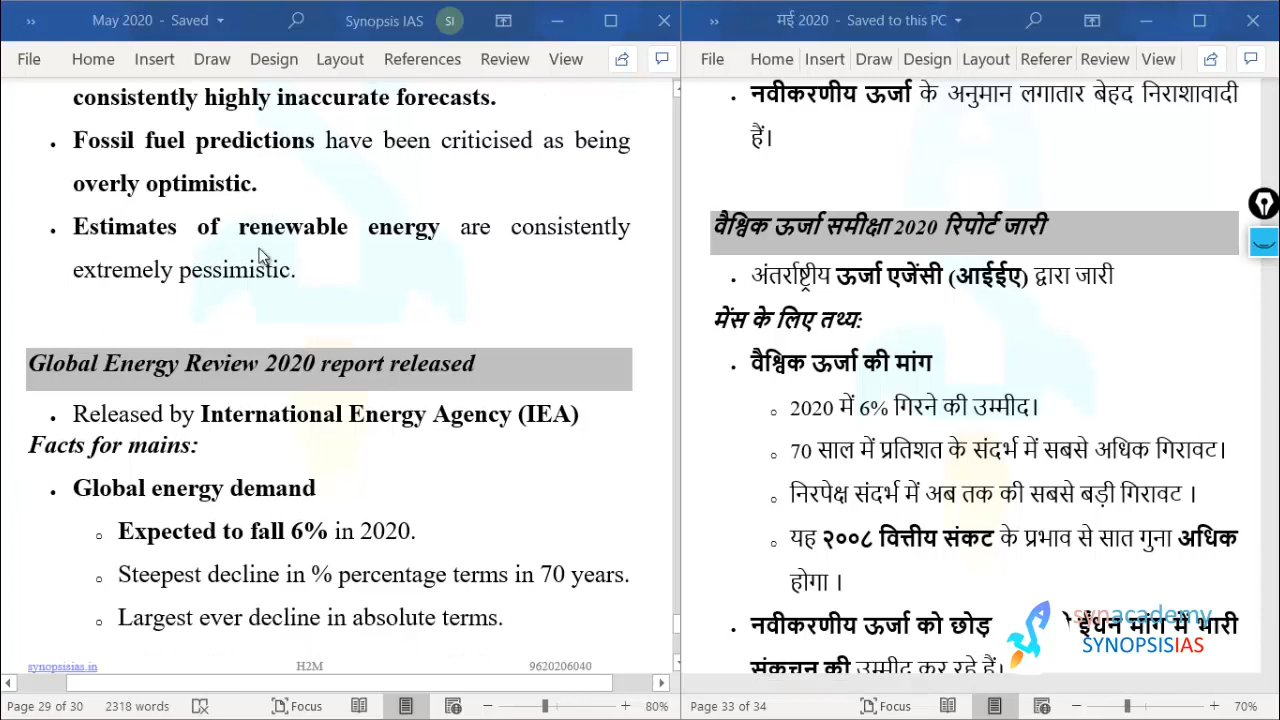 May 2020 - Saved
Synopsis IAS
SI
File Home Insert Draw Design Layout References Review View
consistently highly inaccurate forecasts.
Fossil fuel predictions have been criticised as being
overly optimistic.
Estimates of renewable energy are consistently
extremely pessimistic.
Global Energy Review 2020 report released
Released by International Energy Agency (IEA)
Facts for mains:
Global energy demand
Expected to fall 6% in 2020.
Steepest decline in % percentage terms in 70 years.
Largest ever decline in absolute terms.
synopsisias.in H2M 9620206040
Page 29 of 30 2318 words Focus 80%
मई 2020 - Saved to this PC
File Home Insert Draw Design Layout Referer Review View
नवीकरणीय ऊर्जा के अनुमान लगातार बेहद निराशावादी
हैं।
वैश्विक ऊर्जा समीक्षा 2020 रिपोर्ट जारी
अंतर्राष्ट्रीय ऊर्जा एजेंसी (आईईए) द्वारा जारी
मेंस के लिए तथ्य:
वैश्विक ऊर्जा की मांग
2020 में 6% गिरने की उम्मीद।
70 साल में प्रतिशत के संदर्भ में सबसे अधिक गिरावट।
निरपेक्ष संदर्भ में अब तक की सबसे बड़ी गिरावट ।
यह २००८ वित्तीय संकट के प्रभाव से सात गुना अधिक
होगा ।
नवीकरणीय ऊर्जा को छोड़ ईंधन मांग में भारी
संकुचन की उम्मीद कर रहे हैं।
synacademy
SYNOPSISIAS
Page 33 of 34 Focus 70%